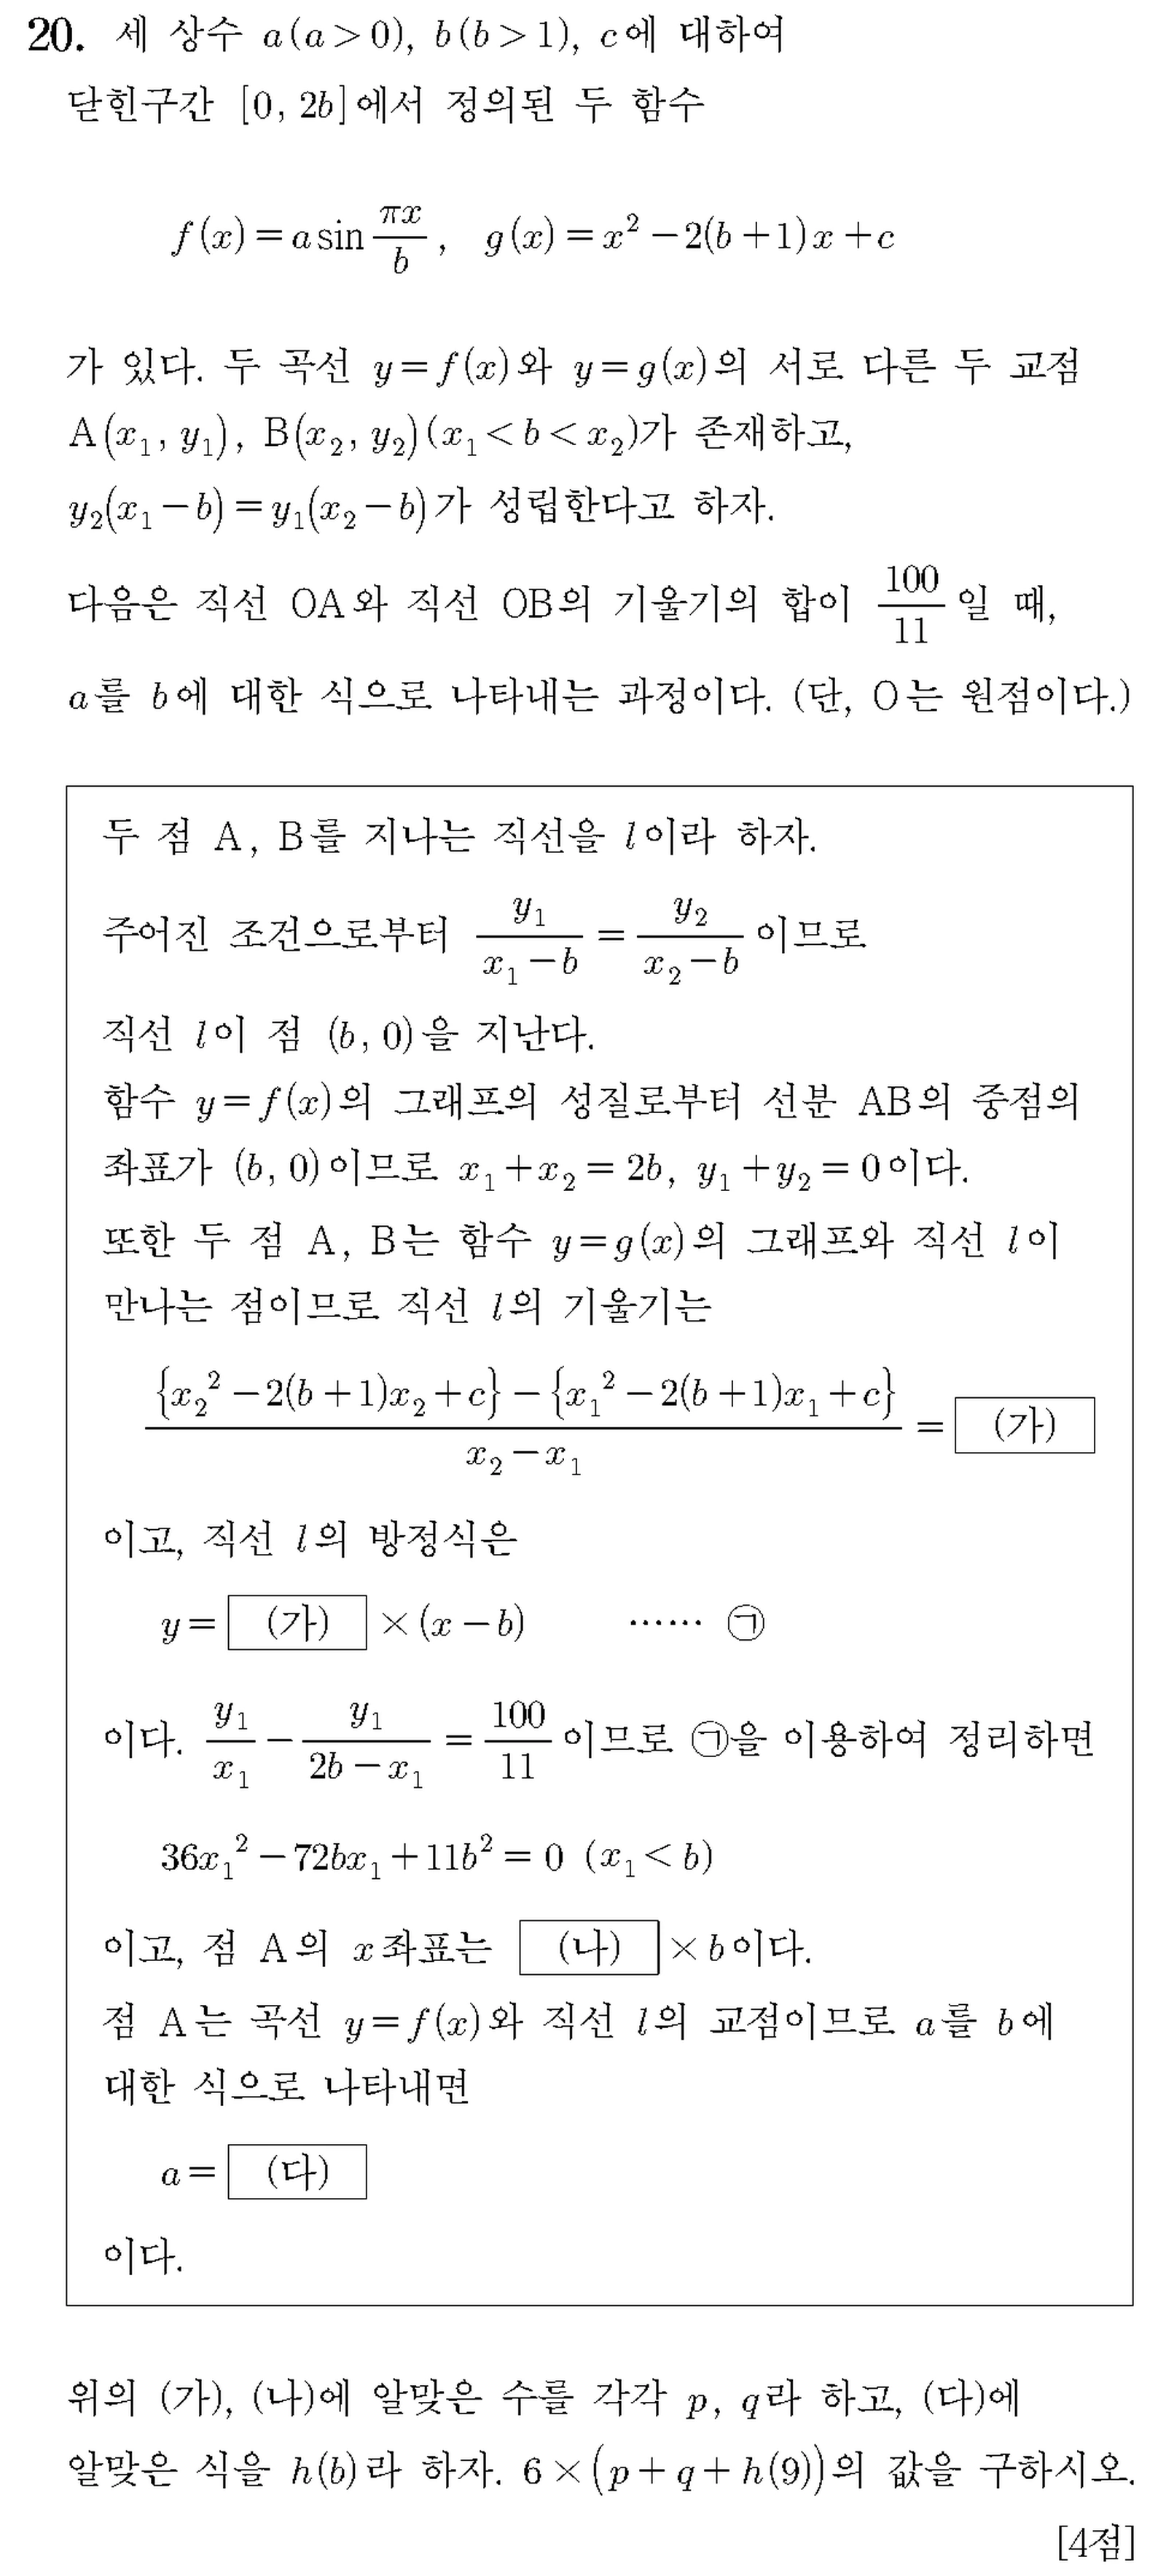 20. 세 상수 a(a>0), b(b>1), c에 대하여
닫힌구간 [0, 2b]에서 정의된 두 함수
f(x)=a sin πx/b, g(x)=x²−2(b+1)x+c
가 있다. 두 곡선 y=f(x)와 y=g(x)의 서로 다른 두 교점
A(x₁, y₁), B(x₂, y₂)(x₁<b<x₂)가 존재하고,
y₂(x₁−b)=y₁(x₂−b)가 성립한다고 하자.
다음은 직선 OA와 직선 OB의 기울기의 합이 100/11일 때,
a를 b에 대한 식으로 나타내는 과정이다. (단, O는 원점이다.)
두 점 A, B를 지나는 직선을 l이라 하자.
주어진 조건으로부터 y₁/(x₁−b)=y₂/(x₂−b)이므로
직선 l이 점 (b, 0)을 지난다.
함수 y=f(x)의 그래프의 성질로부터 선분 AB의 중점의
좌표가 (b, 0)이므로 x₁+x₂=2b, y₁+y₂=0이다.
또한 두 점 A, B는 함수 y=g(x)의 그래프와 직선 l이
만나는 점이므로 직선 l의 기울기는
({x₂²−2(b+1)x₂+c}−{x₁²−2(b+1)x₁+c})/(x₂−x₁)= (가)
이고, 직선 l의 방정식은
y= (가) ×(x−b) …… ㉠
이다. y₁/x₁−y₁/(2b−x₁)=100/11이므로 ㉠을 이용하여 정리하면
36x₁²−72bx₁+11b²=0 (x₁<b)
이고, 점 A의 x좌표는 (나) ×b이다.
점 A는 곡선 y=f(x)와 직선 l의 교점이므로 a를 b에
대한 식으로 나타내면
a= (다)
이다.
위의 (가), (나)에 알맞은 수를 각각 p, q라 하고, (다)에
알맞은 식을 h(b)라 하자. 6×(p+q+h(9))의 값을 구하시오.
[4점]